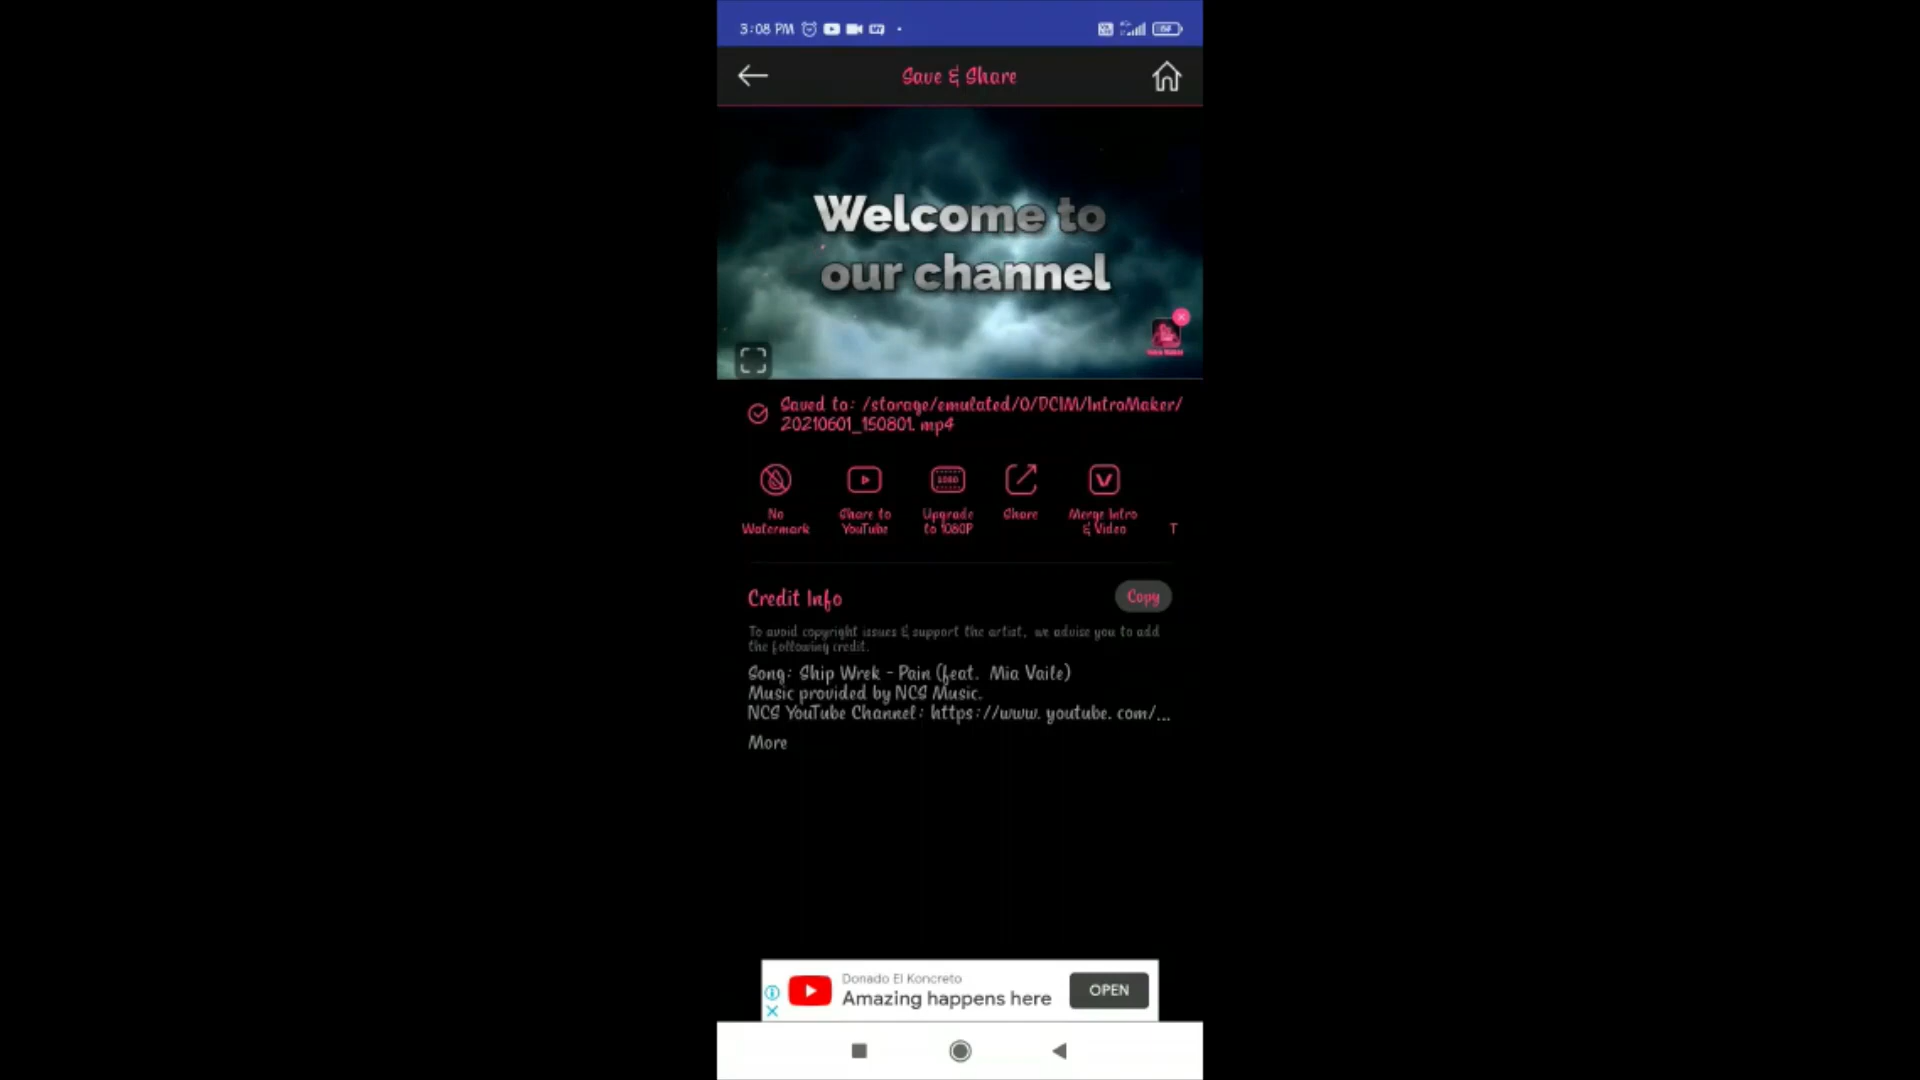 3:08 PM
Save & Share
Welcome to
our channel
Saved to: /storage/emulated/0/DCIM/IntroMaker/
20210601_150801.mp4
No
Watermark
Share to
YouTube
1080
Upgrade
to 1080P
Share
Merge Intro
& Video
T
Credit Info
Copy
To avoid copyright issues & support the artist, we advise you to add
the following credit.
Song: Ship Wrek - Pain (feat. Mia Vaile)
Music provided by NCS Music.
NCS YouTube Channel: https://www.youtube.com/...
More
Donado El Koncreto
Amazing happens here
OPEN